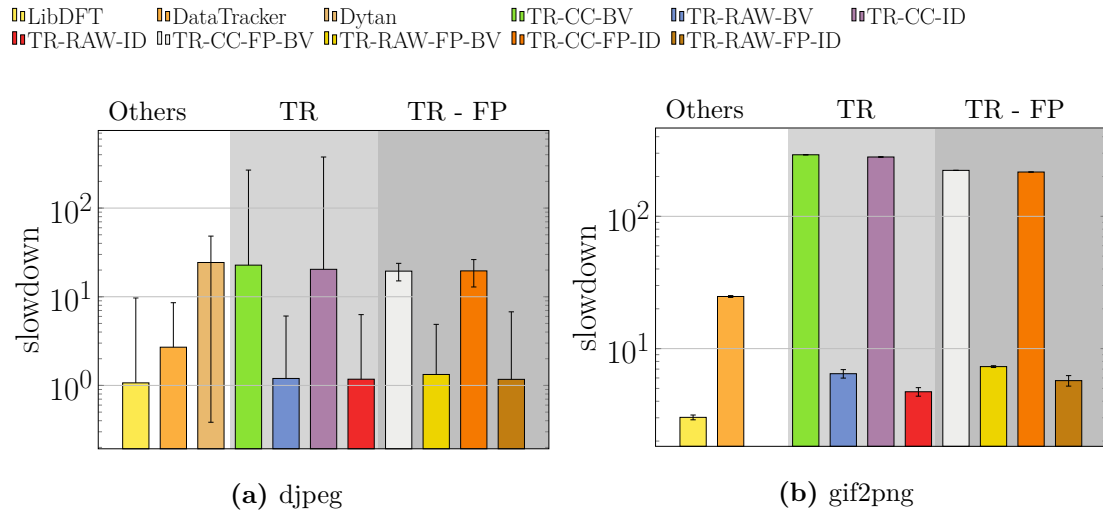 LibDFT DataTracker Dytan TR-CC-BV TR-RAW-BV TR-CC-ID
TR-RAW-ID TR-CC-FP-BV TR-RAW-FP-BV TR-CC-FP-ID TR-RAW-FP-ID
Others TR TR - FP
slowdown
10^2
10^1
10^0
(a) djpeg
Others TR TR - FP
slowdown
10^2
10^1
(b) gif2png